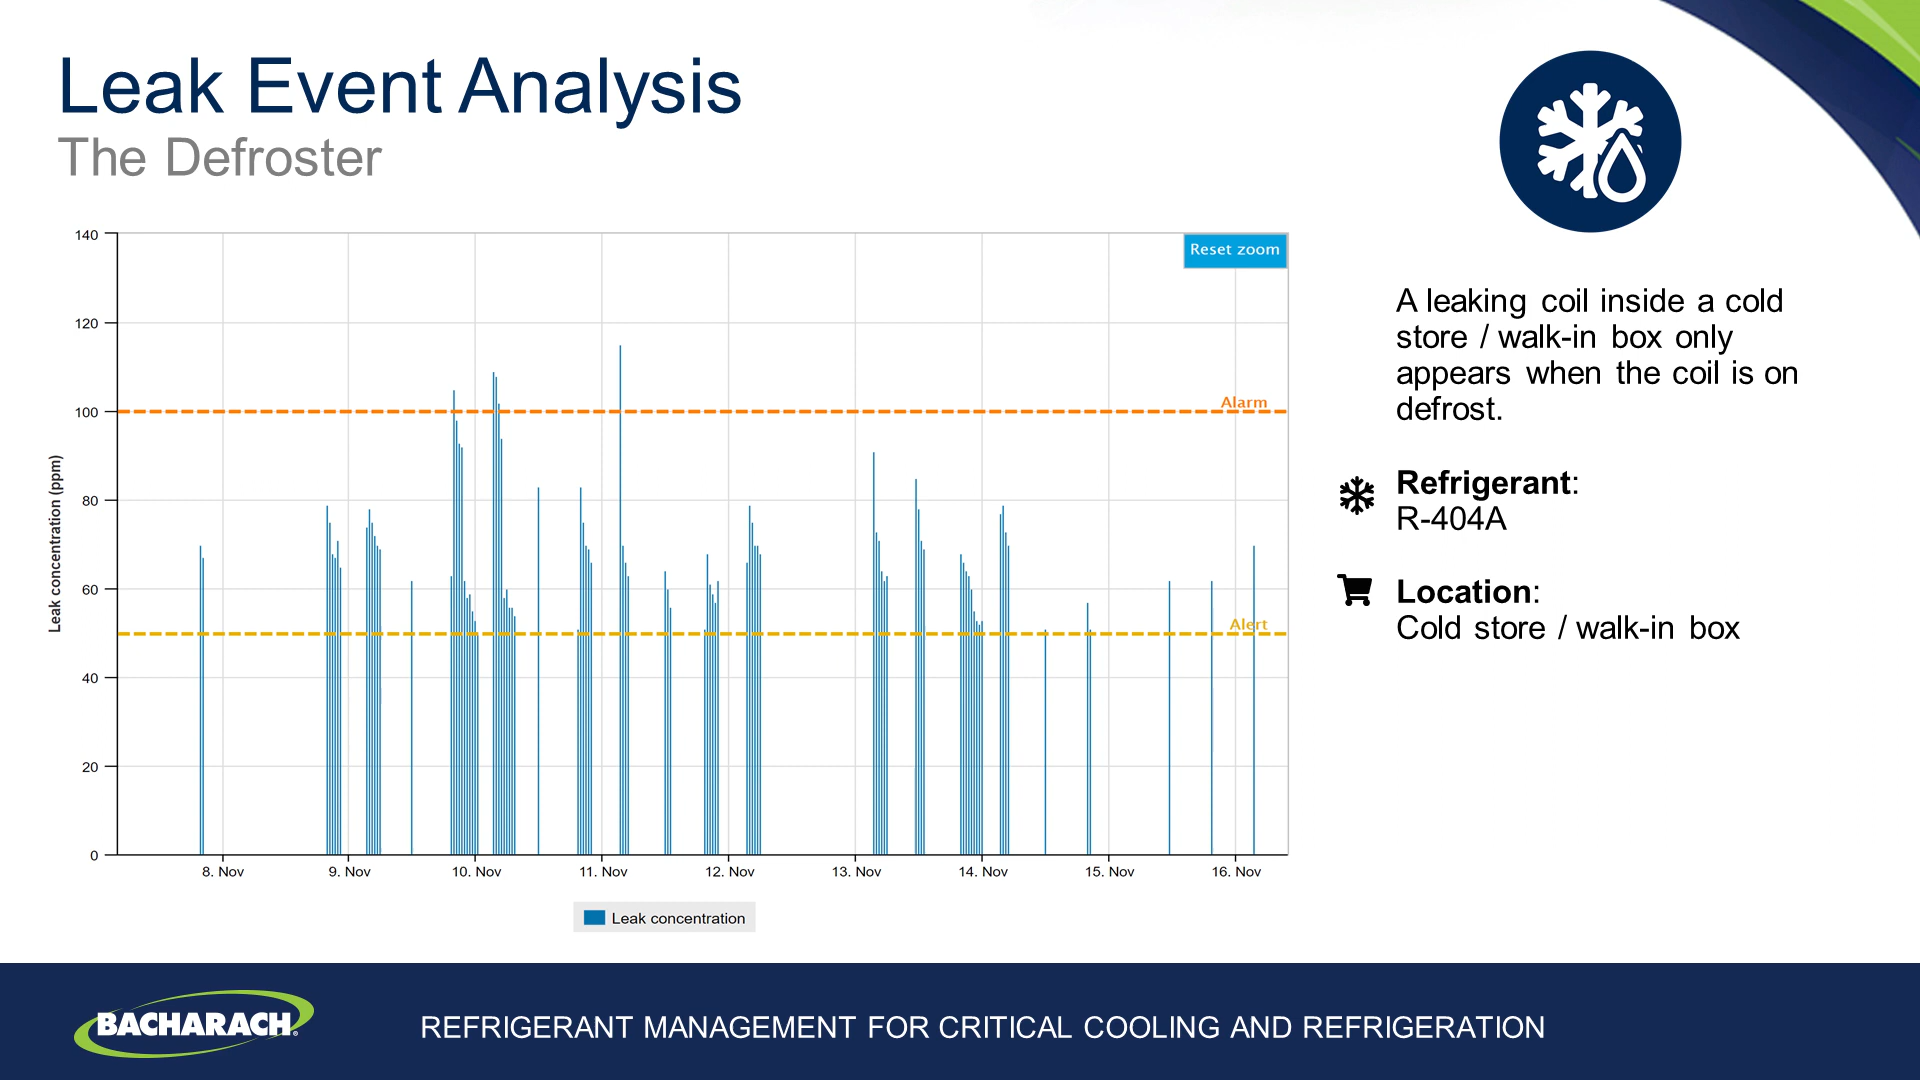 Leak Event Analysis
The Defroster
140
120
100
80
60
40
20
0
Leak concentration (ppm)
Reset zoom
Alarm
Alert
8. Nov
9. Nov
10. Nov
11. Nov
12. Nov
13. Nov
14. Nov
15. Nov
16. Nov
Leak concentration
A leaking coil inside a cold
store / walk-in box only
appears when the coil is on
defrost.
Refrigerant:
R-404A
Location:
Cold store / walk-in box
BACHARACH®
REFRIGERANT MANAGEMENT FOR CRITICAL COOLING AND REFRIGERATION